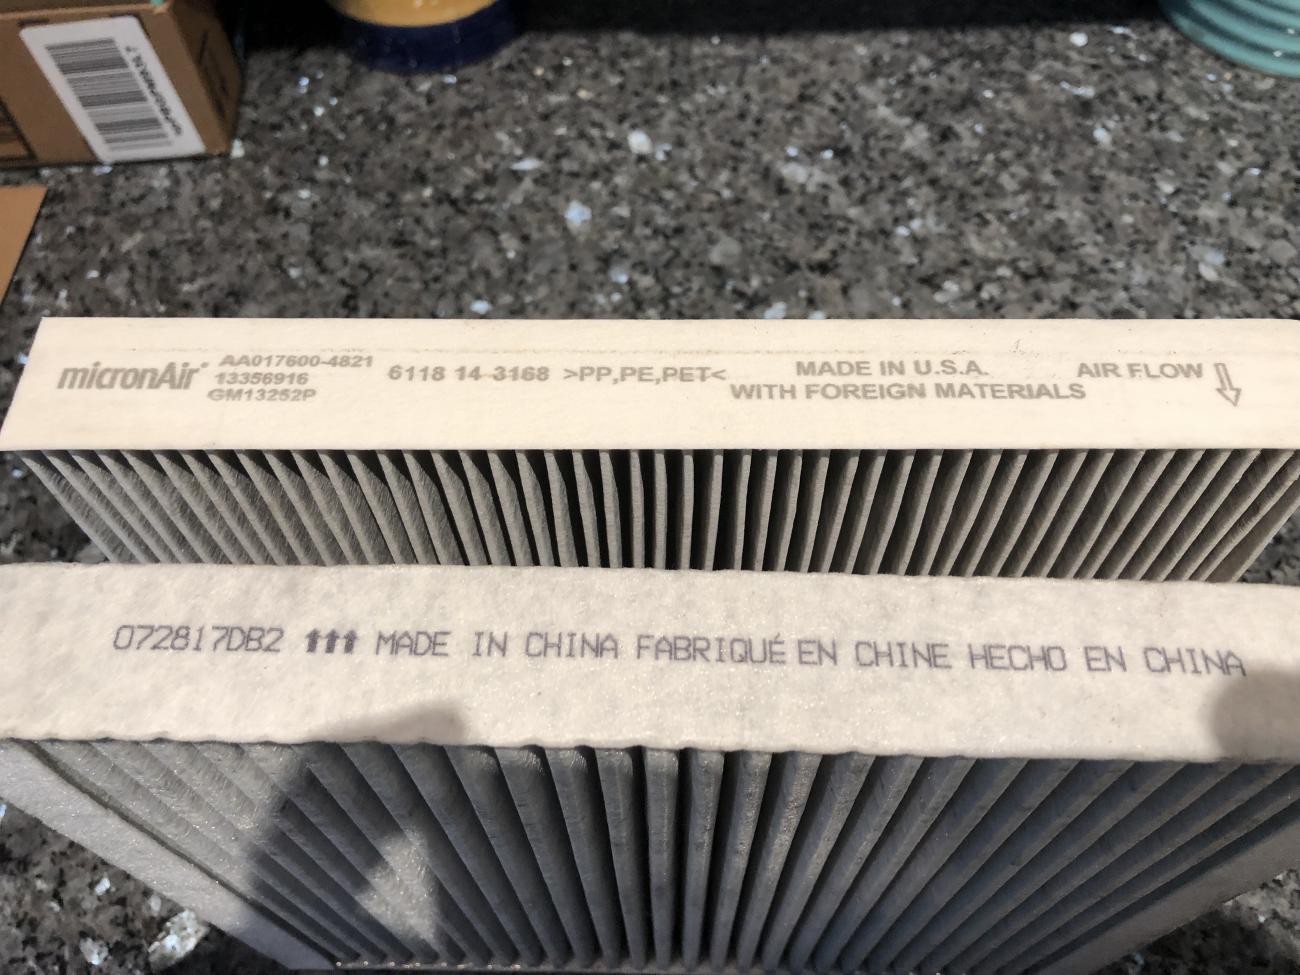 micronAir
AA017600-4821
13356916
GM13252P
6118 14 3168 >PP,PE,PET<
MADE IN U.S.A.
WITH FOREIGN MATERIALS
AIR FLOW
072817DB2 MADE IN CHINA FABRIQUÉ EN CHINE HECHO EN CHINA